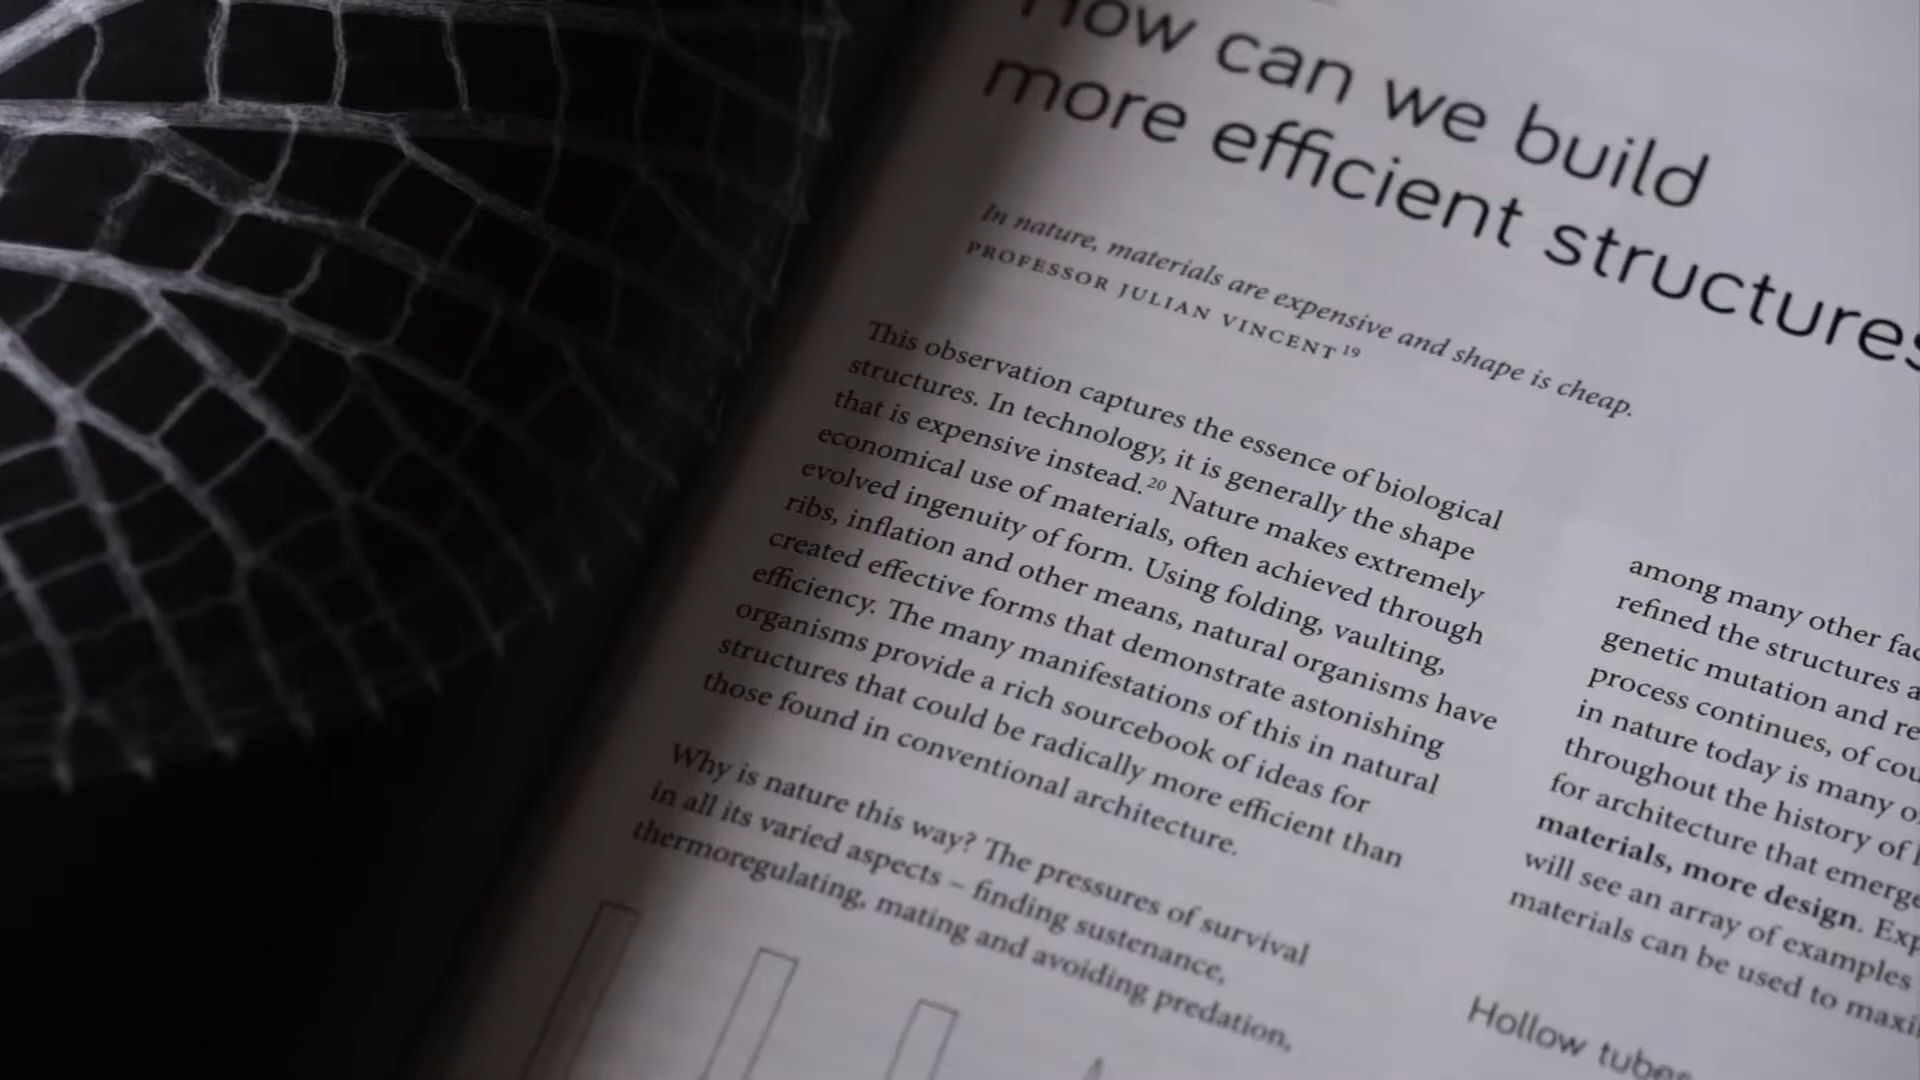 How can we build
more efficient structures
In nature, materials are expensive and shape is cheap.
PROFESSOR JULIAN VINCENT 19
This observation captures the essence of biological
structures. In technology, it is generally the shape
that is expensive instead.20 Nature makes extremely
economical use of materials, often achieved through
evolved ingenuity of form. Using folding, vaulting,
ribs, inflation and other means, natural organisms have
created effective forms that demonstrate astonishing
efficiency. The many manifestations of this in natural
organisms provide a rich sourcebook of ideas for
structures that could be radically more efficient than
those found in conventional architecture.
Why is nature this way? The pressures of survival
in all its varied aspects – finding sustenance,
thermoregulating, mating and avoiding predation,
among many other
refined the structures
genetic mutation and
process continues, of
in nature today is many
throughout the history of
for architecture that
materials, more design.
will see an array of examples
materials can be used to
Hollow tubes